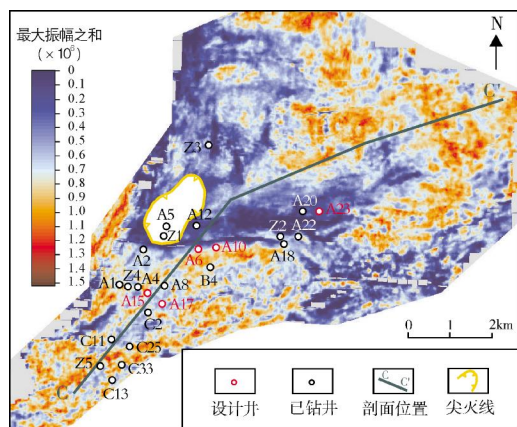 最大振幅之和
(×10⁶)
0
0.1
0.2
0.3
0.4
0.5
0.6
0.7
0.8
0.9
1.0
1.1
1.2
1.3
1.4
1.5
N
C'
Z3
A5
Z1
A12
A20
A23
Z2
A22
A18
A2
A6
A10
B4
A1
Z4
A4
A8
A15
A17
C2
C11
C25
Z5
C33
C13
C
0
1
2km
C
C'
设计井
已钻井
剖面位置
尖灭线